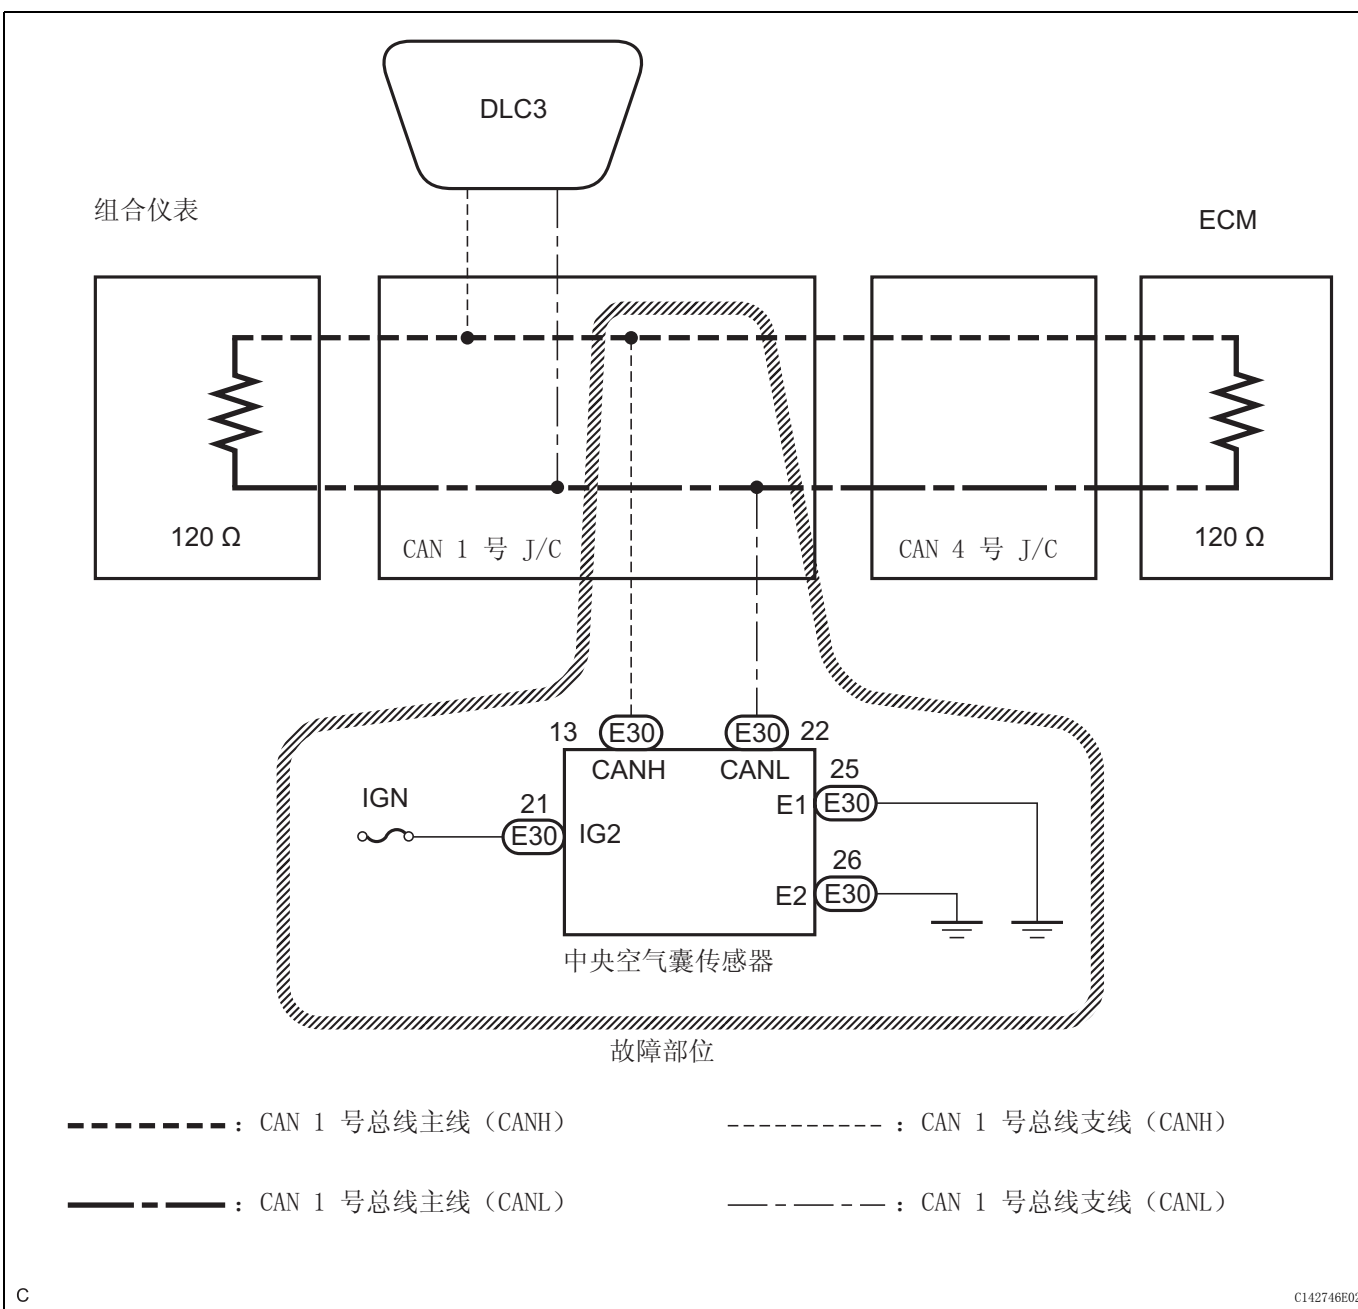 DLC3
组合仪表
ECM
120 Ω
CAN 1 号 J/C
CAN 4 号 J/C
120 Ω
13
E30
E30
22
CANH
CANL
25
E1
E30
IGN
21
E30
IG2
26
E2
E30
中央空气囊传感器
故障部位
：CAN 1 号总线主线（CANH）
：CAN 1 号总线支线（CANH）
：CAN 1 号总线主线（CANL）
：CAN 1 号总线支线（CANL）
C
C142746E02